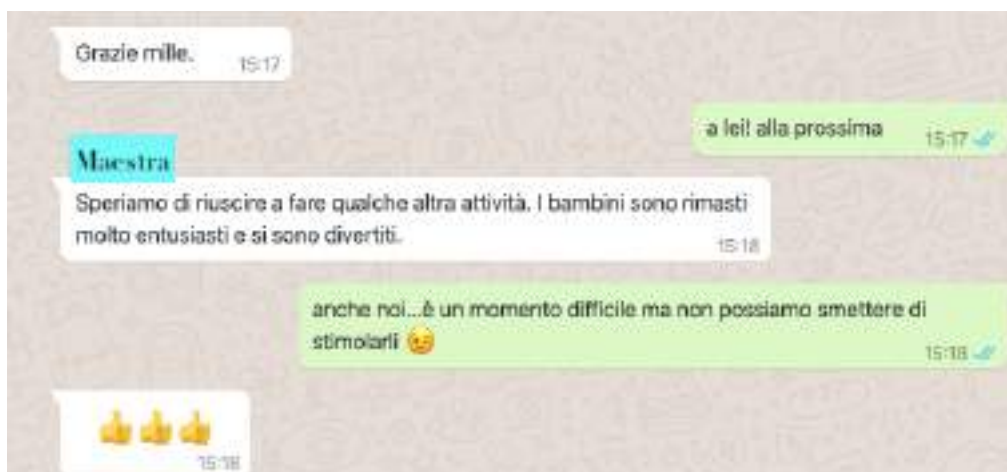 Grazie mille.
15:17
a lei! alla prossima
15:17
Maestra
Speriamo di riuscire a fare qualche altra attività. I bambini sono rimasti
molto entusiasti e si sono divertiti.
15:18
anche noi...è un momento difficile ma non possiamo smettere di
stimolarli 😉
15:18
👍👍👍
15:18